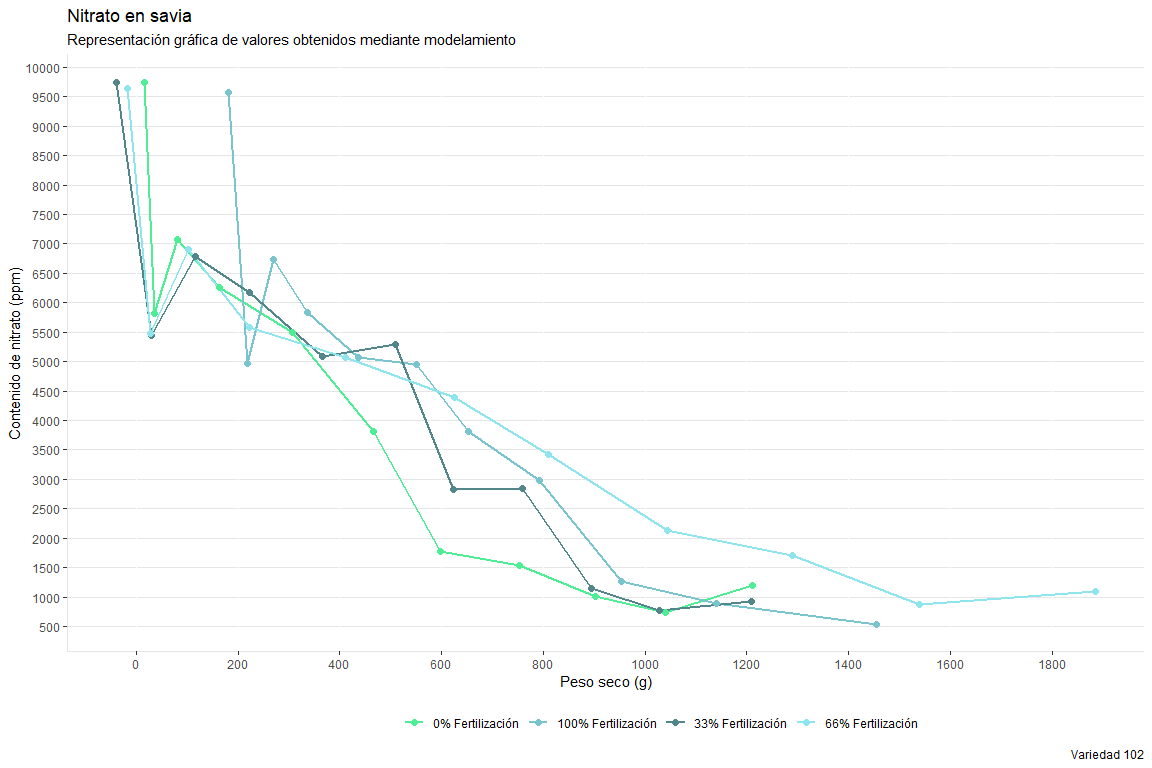 Nitrato en savia
Representación gráfica de valores obtenidos mediante modelamiento
Contenido de nitrato (ppm)
10000
9500
9000
8500
8000
7500
7000
6500
6000
5500
5000
4500
4000
3500
3000
2500
2000
1500
1000
500
0 200 400 600 800 1000 1200 1400 1600 1800
Peso seco (g)
0% Fertilización 100% Fertilización 33% Fertilización 66% Fertilización
Variedad 102